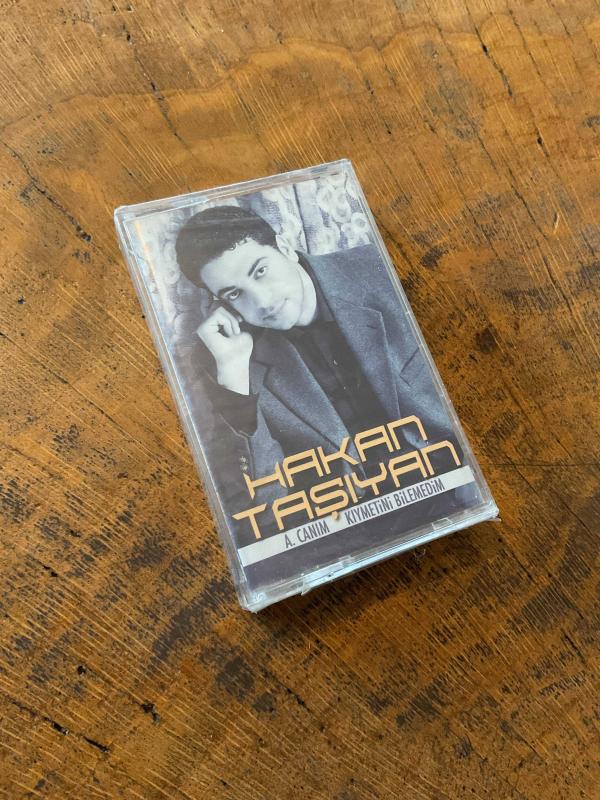 HAKAN
TAŞIYAN
A. CANIM KIYMETİNİ BİLEMEDİM